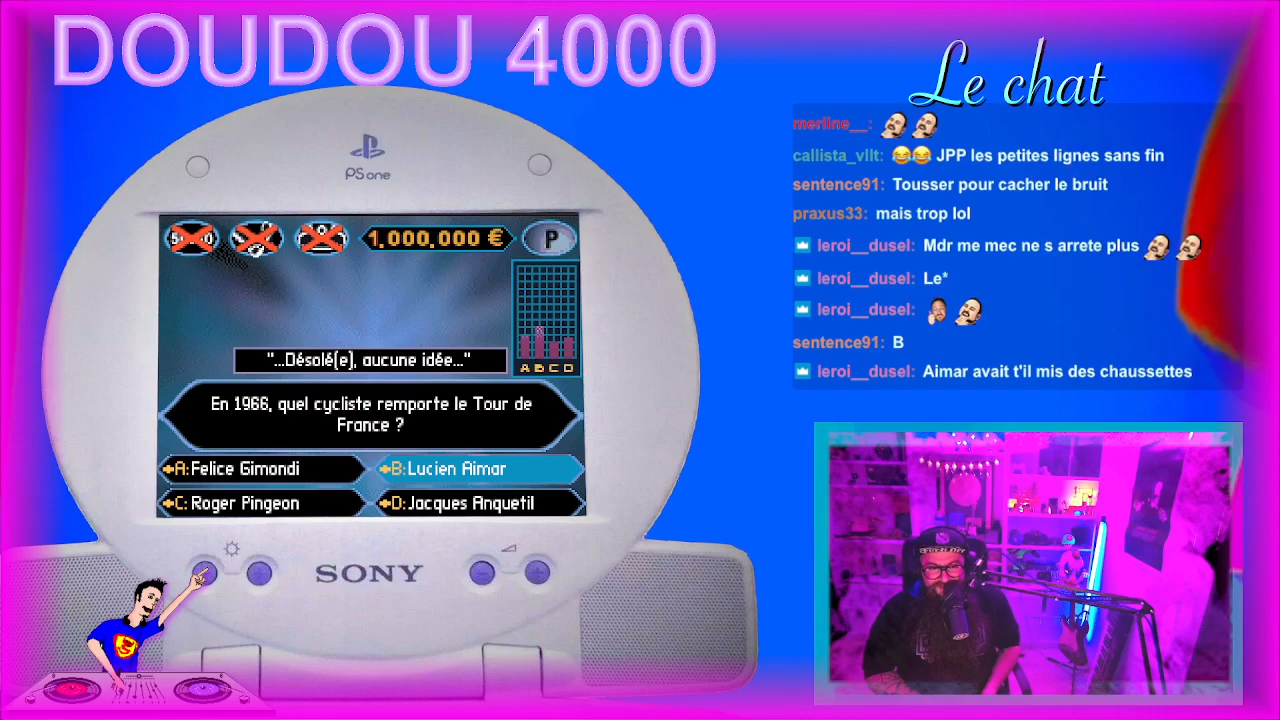 DOUDOU 4000
PS one
1.000.000 €
P
A B C D
"...Désolé(e), aucune idée..."
En 1966, quel cycliste remporte le Tour de
France ?
A: Felice Gimondi
B: Lucien Aimar
C: Roger Pingeon
D: Jacques Anquetil
SONY
Le chat
merline__:
callista_vllt: 😂😂 JPP les petites lignes sans fin
sentence91: Tousser pour cacher le bruit
praxus33: mais trop lol
leroi__dusel: Mdr me mec ne s arrete plus
leroi__dusel: Le*
leroi__dusel:
sentence91: B
leroi__dusel: Aimar avait t'il mis des chaussettes